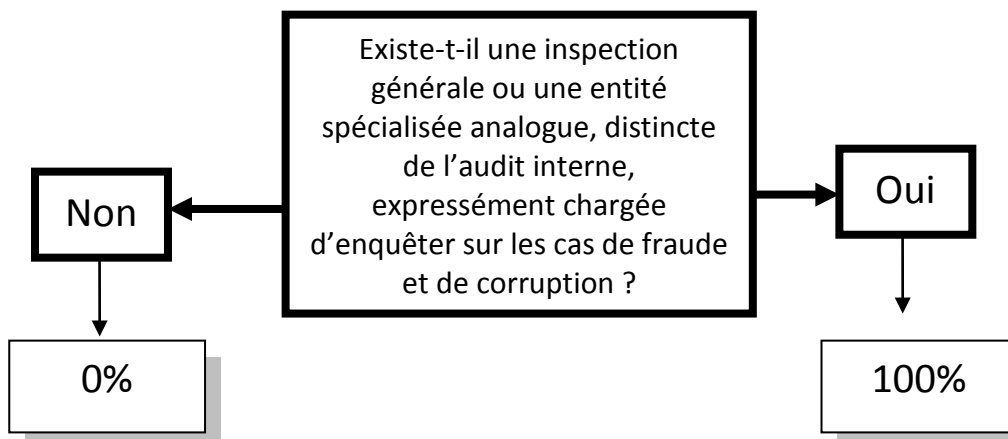 Existe-t-il une inspection
générale ou une entité
spécialisée analogue, distincte
de l’audit interne,
expressément chargée
d’enquêter sur les cas de fraude
et de corruption ?
Non
Oui
0%
100%